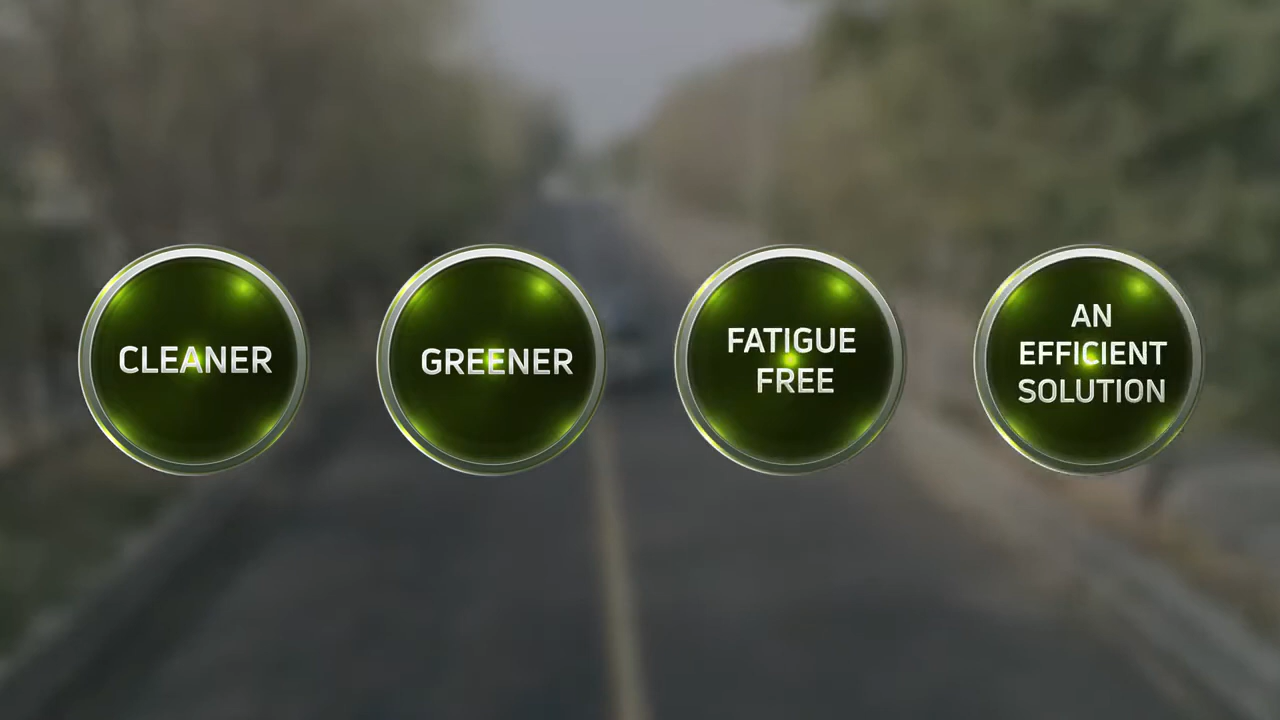 CLEANER
GREENER
FATIGUE
FREE
AN
EFFICIENT
SOLUTION